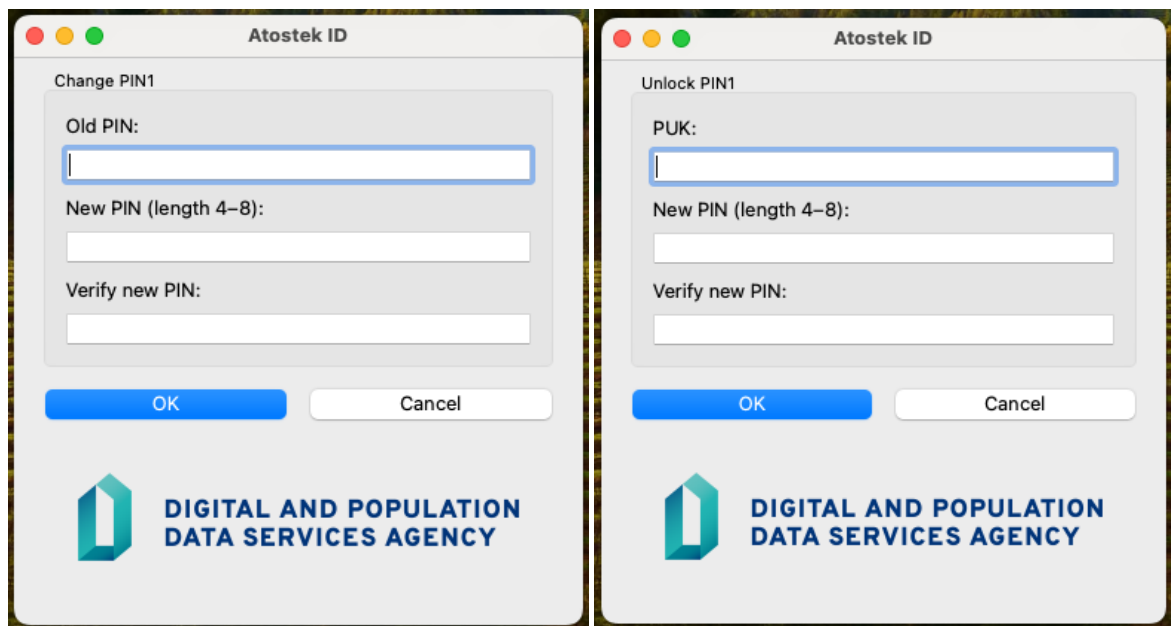 Atostek ID
Change PIN1
Old PIN:
New PIN (length 4–8):
Verify new PIN:
OK
Cancel
DIGITAL AND POPULATION
DATA SERVICES AGENCY
Atostek ID
Unlock PIN1
PUK:
New PIN (length 4–8):
Verify new PIN:
OK
Cancel
DIGITAL AND POPULATION
DATA SERVICES AGENCY